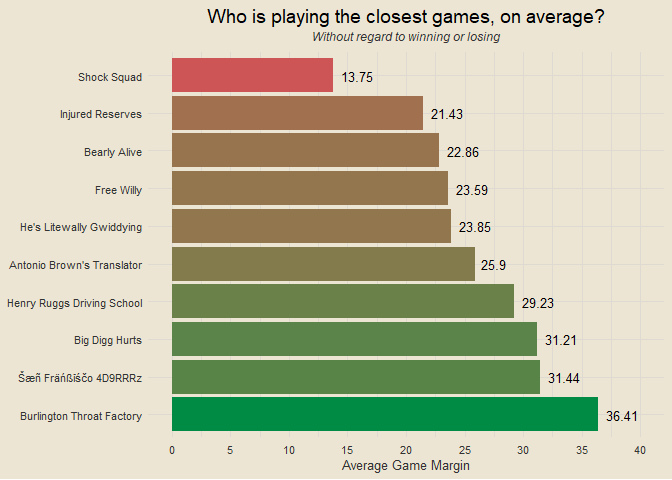 Who is playing the closest games, on average?
Without regard to winning or losing
Shock Squad 13.75
Injured Reserves 21.43
Bearly Alive 22.86
Free Willy 23.59
He's Litewally Gwiddying 23.85
Antonio Brown's Translator 25.9
Henry Ruggs Driving School 29.23
Big Digg Hurts 31.21
Šæñ Fráńßïśčo 4D9RRRz 31.44
Burlington Throat Factory 36.41
0 5 10 15 20 25 30 35 40
Average Game Margin